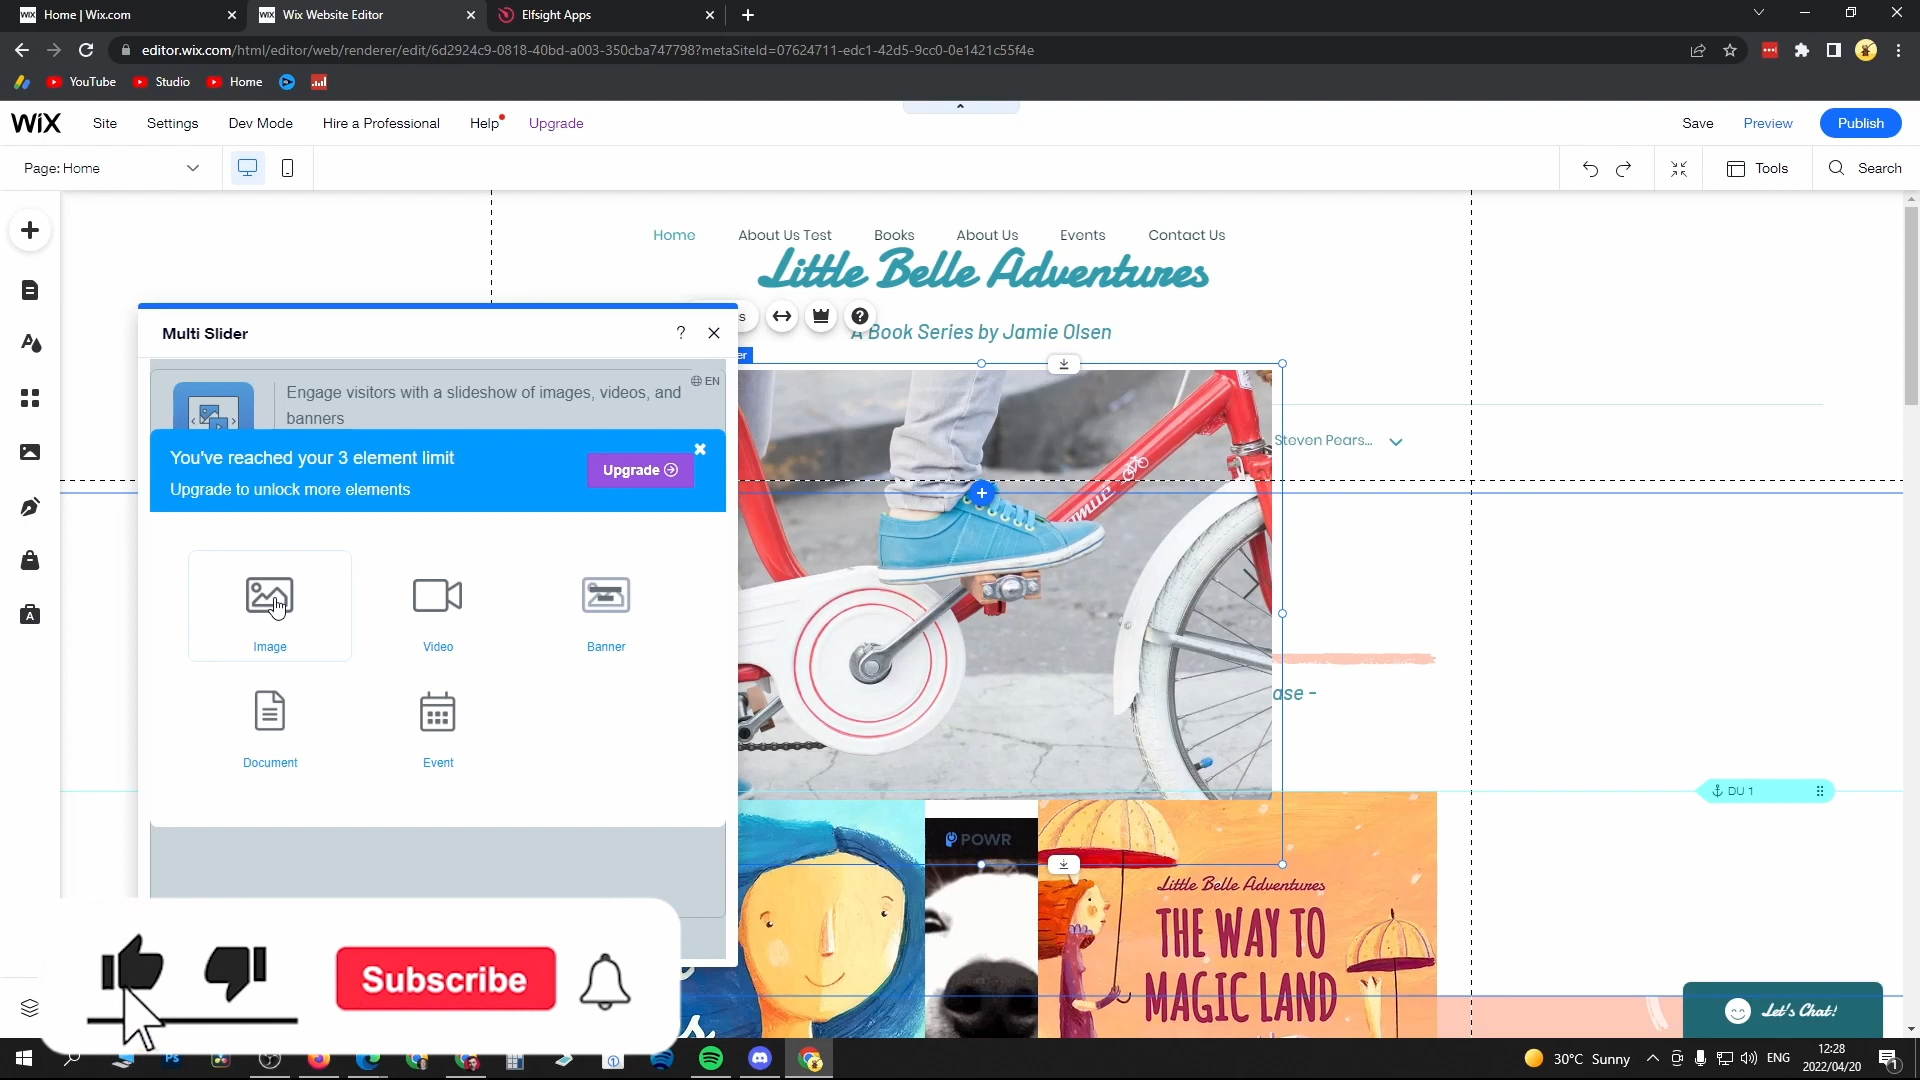 Home | Wix.com
Wix Website Editor
Elfsight Apps
editor.wix.com/html/editor/web/renderer/edit/6d2924c9-0818-40bd-a003-350cba747798?metaSiteId=07624711-edc1-42d5-9cc0-0e1421c55f4e
YouTube
Studio
Home
WIX
Site
Settings
Dev Mode
Hire a Professional
Help
Upgrade
Save
Preview
Publish
Page: Home
Tools
Search
Home
About Us Test
Books
About Us
Events
Contact Us
Little Belle Adventures
A Book Series by Jamie Olsen
Multi Slider
?
EN
Engage visitors with a slideshow of images, videos, and
banners
You've reached your 3 element limit
Upgrade to unlock more elements
Upgrade
Steven Pears...
Image
Video
Banner
Document
Event
ase -
DU 1
POWR
Little Belle Adventures
THE WAY TO
MAGIC LAND
Subscribe
Let's Chat!
30°C Sunny
ENG
12:28
2022/04/20